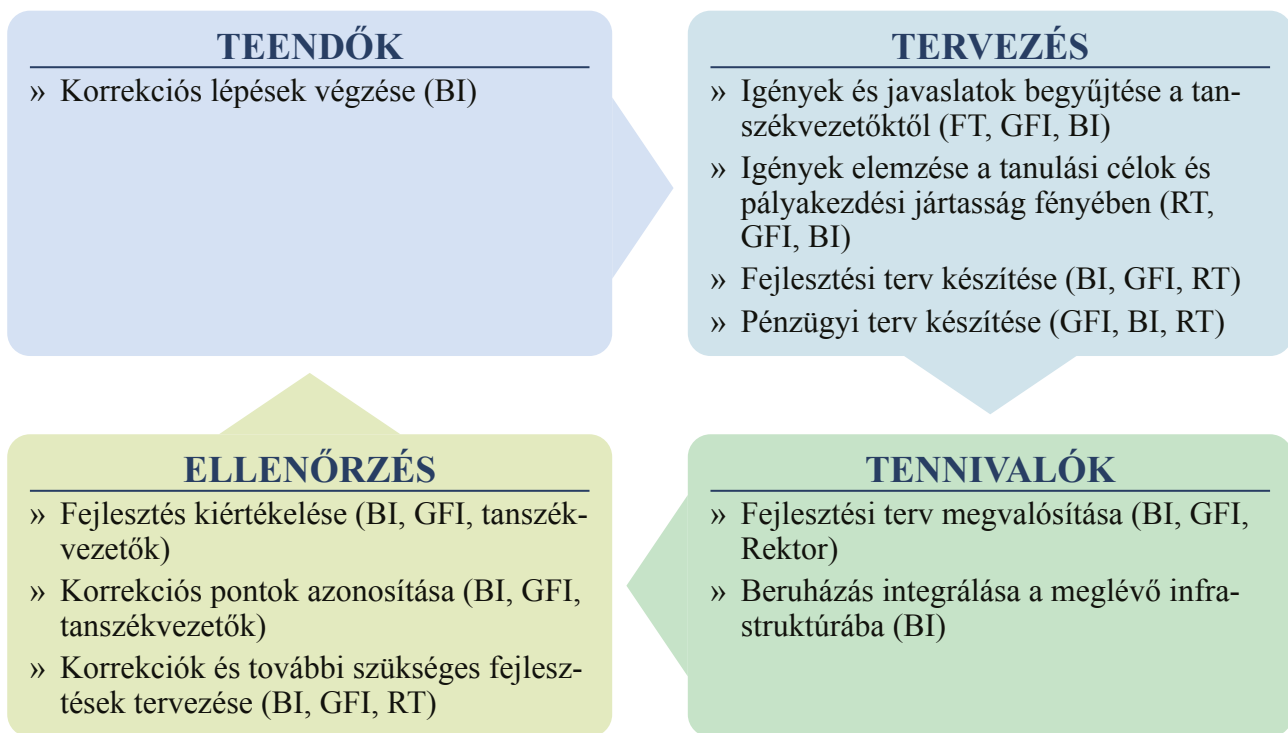 TEENDŐK
» Korrekciós lépések végzése (BI)
TERVEZÉS
» Igények és javaslatok begyűjtése a tan-
székvezetőktől (FT, GFI, BI)
» Igények elemzése a tanulási célok és
pályakezdési jártasság fényében (RT,
GFI, BI)
» Fejlesztési terv készítése (BI, GFI, RT)
» Pénzügyi terv készítése (GFI, BI, RT)
ELLENŐRZÉS
» Fejlesztés kiértékelése (BI, GFI, tanszék-
vezetők)
» Korrekciós pontok azonosítása (BI, GFI,
tanszékvezetők)
» Korrekciók és további szükséges fejlesz-
tések tervezése (BI, GFI, RT)
TENNIVALÓK
» Fejlesztési terv megvalósítása (BI, GFI,
Rektor)
» Beruházás integrálása a meglévő infra-
struktúrába (BI)